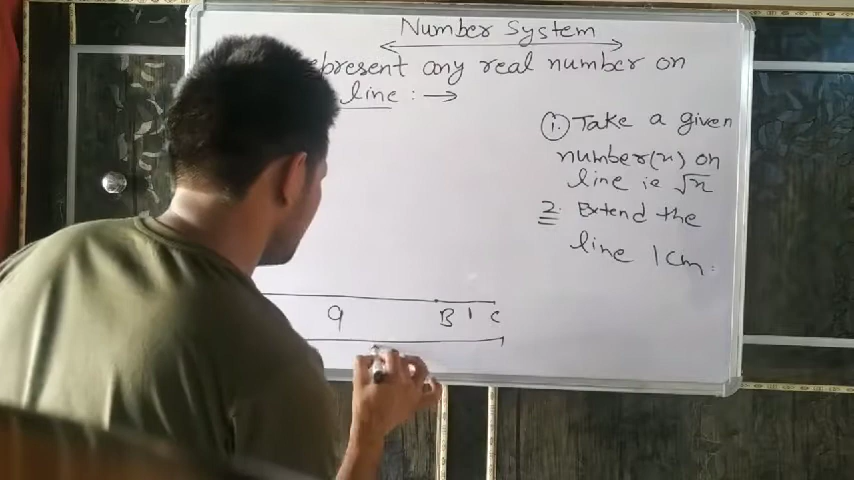 Number System
epresent any real number on
line : →
1. Take a given
number(x) on
line ie √x
2. Extend the
line 1cm.
9 B 1 C